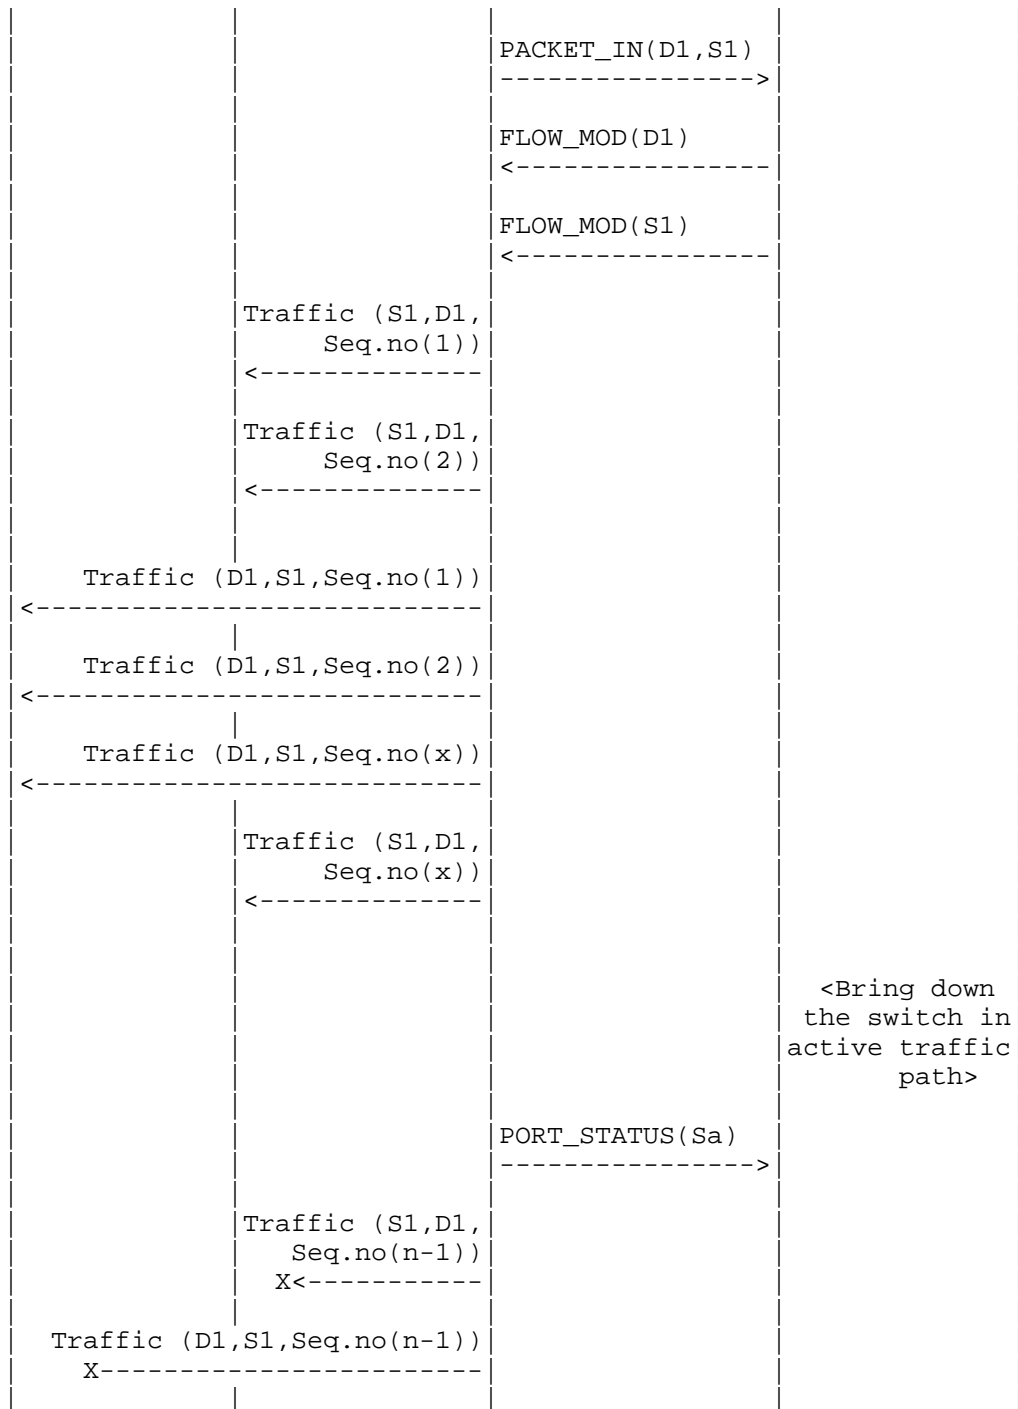 PACKET_IN(D1,S1)
---------------->
FLOW_MOD(D1)
<----------------
FLOW_MOD(S1)
<----------------
Traffic (S1,D1,
Seq.no(1))
<--------------
Traffic (S1,D1,
Seq.no(2))
<--------------
Traffic (D1,S1,Seq.no(1))
<----------------------------
Traffic (D1,S1,Seq.no(2))
<----------------------------
Traffic (D1,S1,Seq.no(x))
<----------------------------
Traffic (S1,D1,
Seq.no(x))
<--------------
<Bring down
the switch in
active traffic
path>
PORT_STATUS(Sa)
---------------->
Traffic (S1,D1,
Seq.no(n-1))
X<-----------
Traffic (D1,S1,Seq.no(n-1))
X------------------------